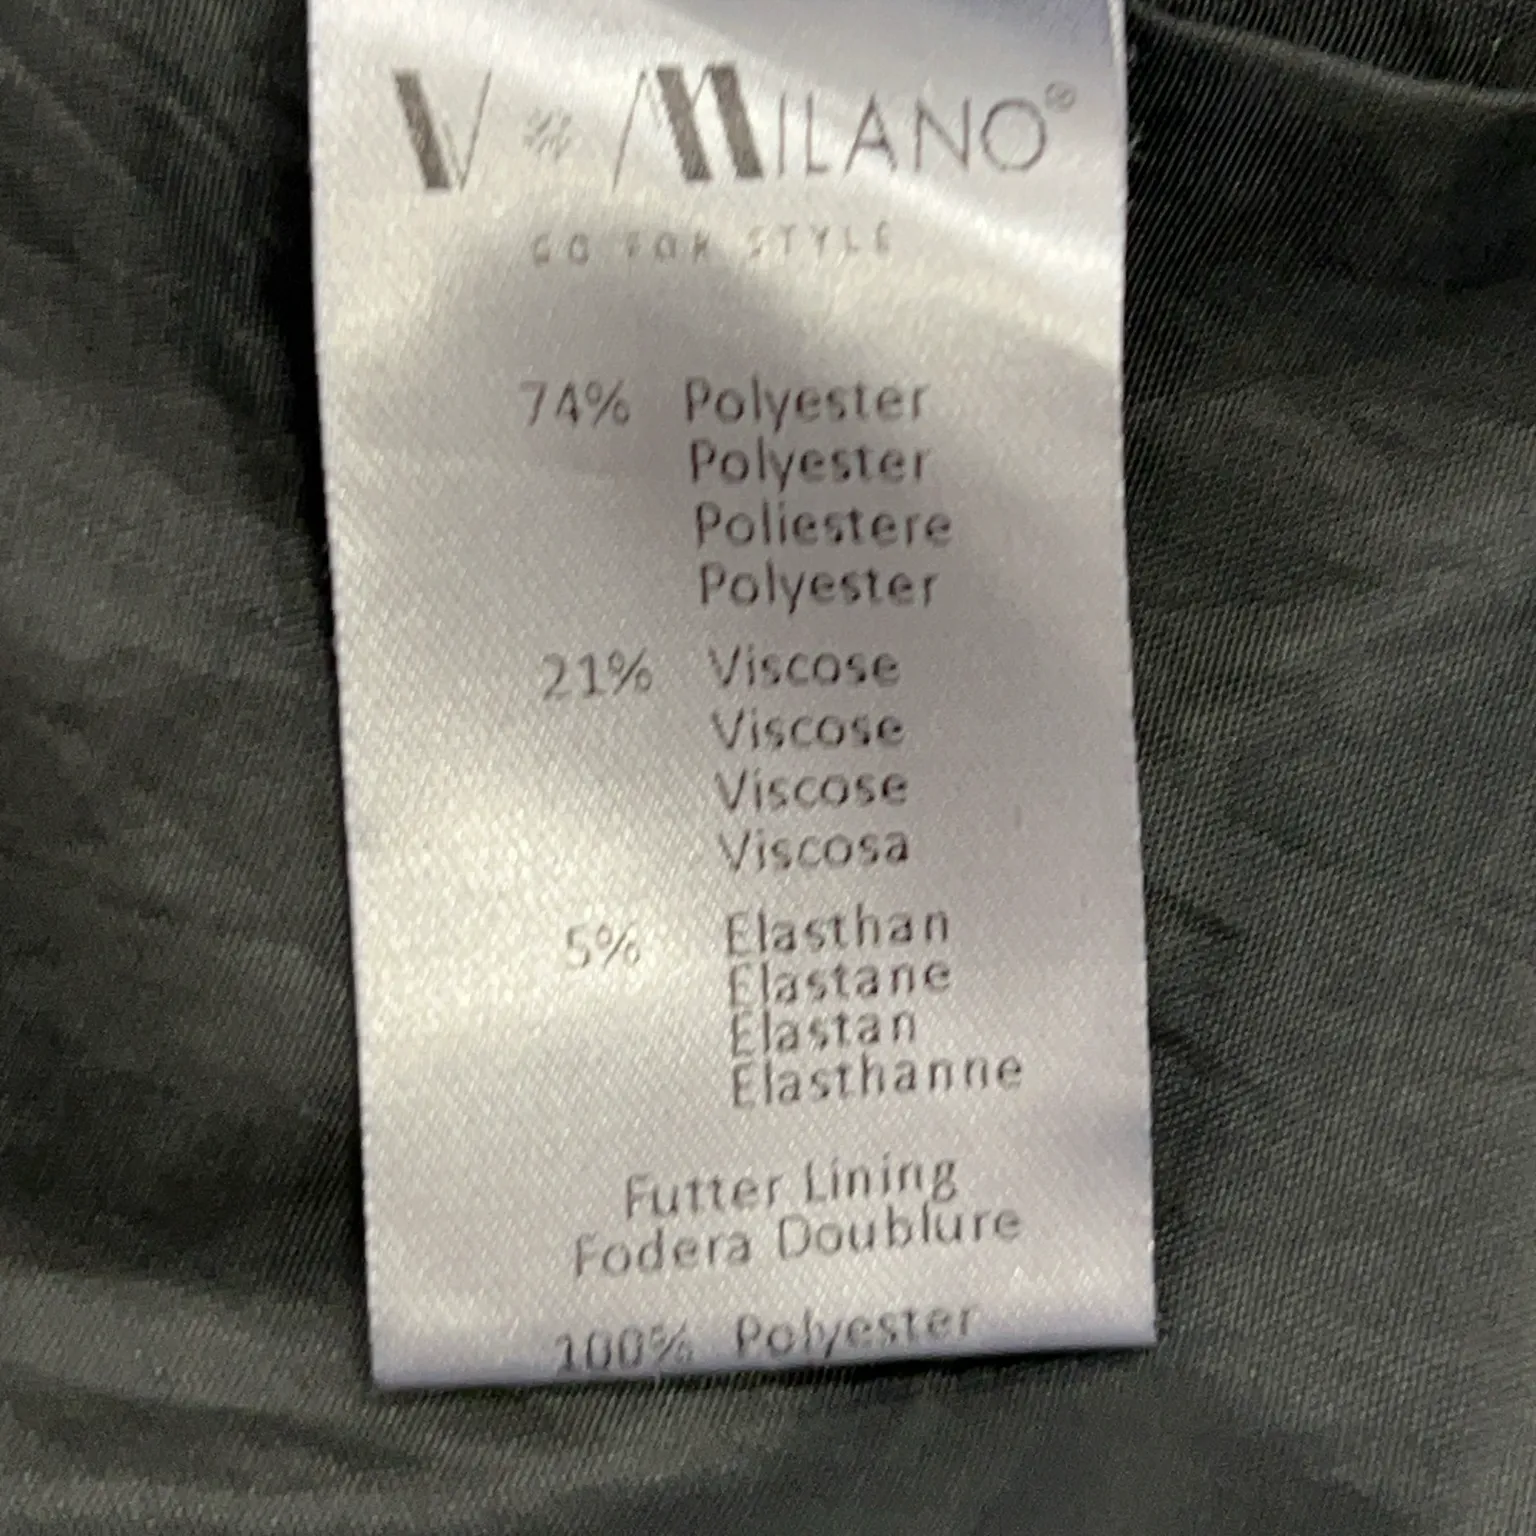 V * MILANO®
GO FOR STYLE
74% Polyester
Polyester
Poliestere
Polyester
21% Viscose
Viscose
Viscose
Viscosa
5% Elasthan
Elastane
Elastan
Elasthanne
Futter Lining
Fodera Doublure
100% Polyester